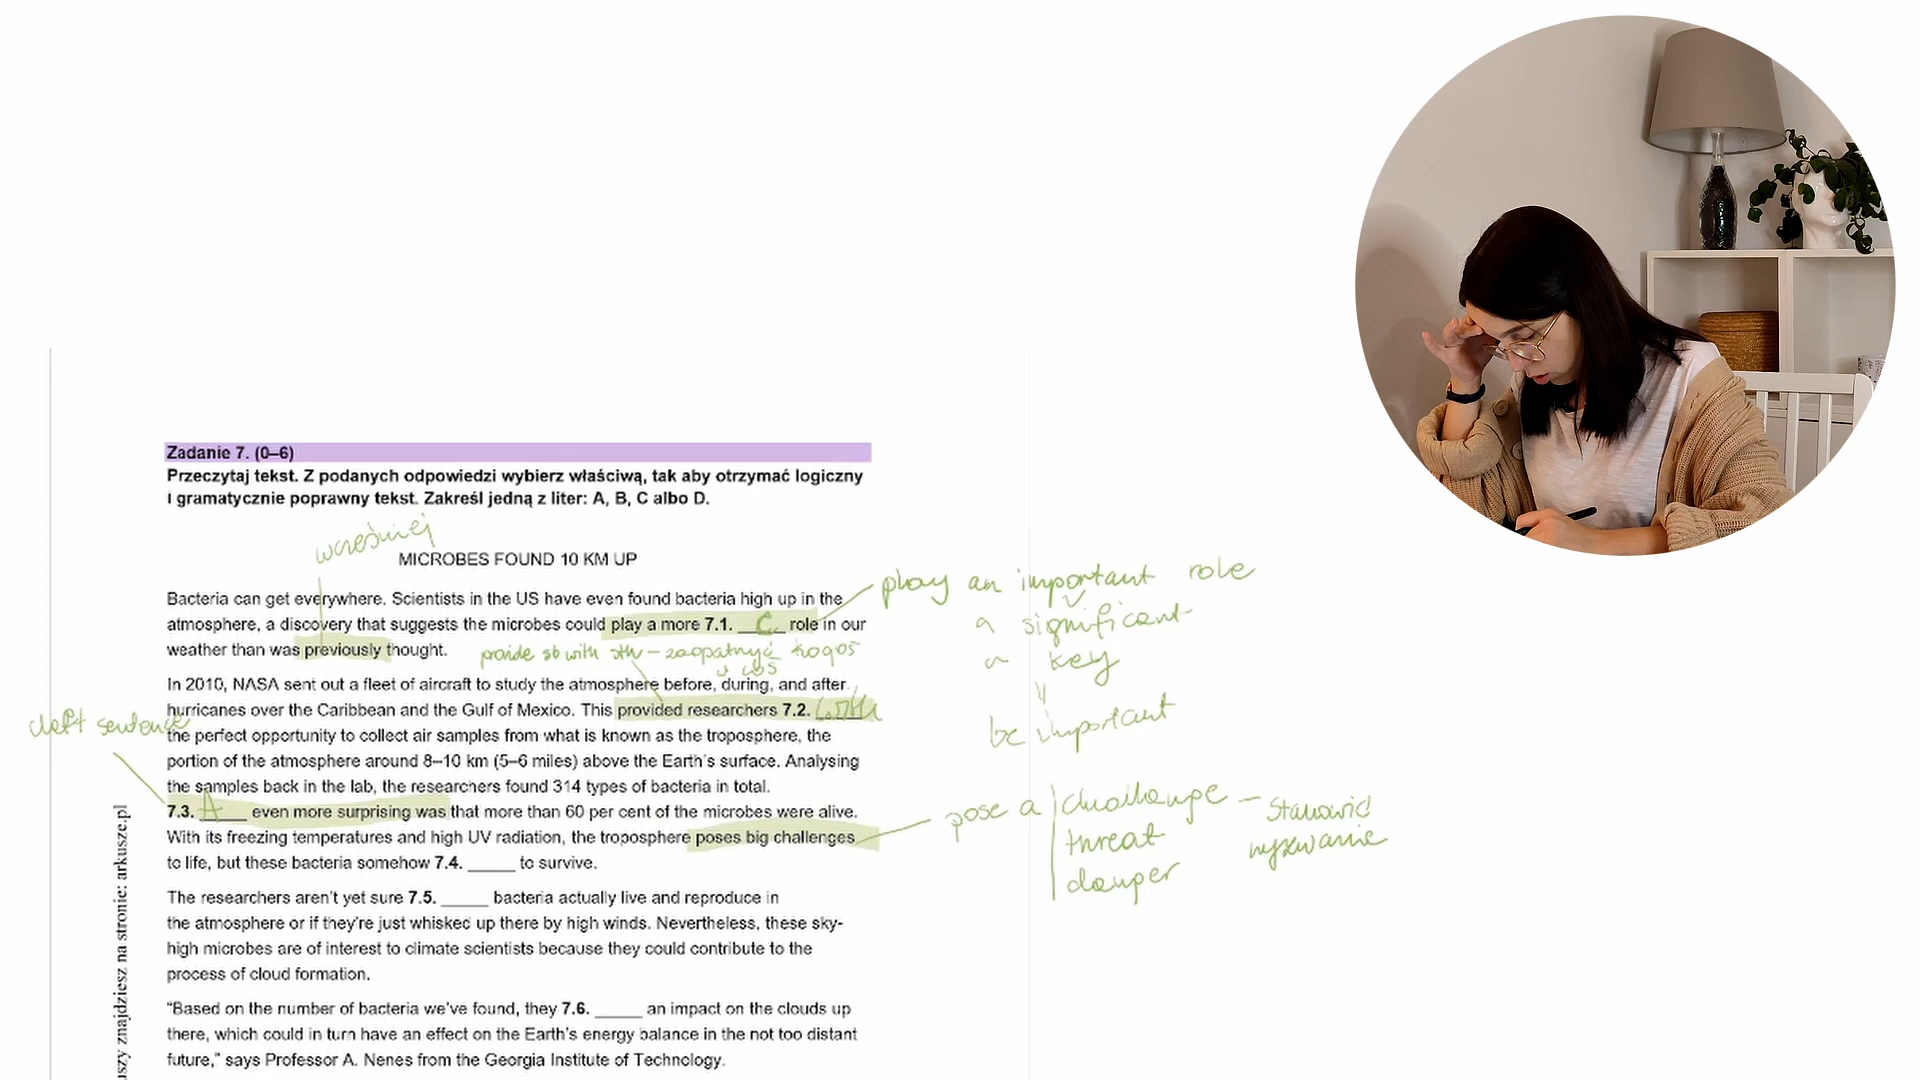 Zadanie 7. (0–6)
Przeczytaj tekst. Z podanych odpowiedzi wybierz właściwą, tak aby otrzymać logiczny
i gramatycznie poprawny tekst. Zakreśl jedną z liter: A, B, C albo D.
wcześniej
MICROBES FOUND 10 KM UP
Bacteria can get everywhere. Scientists in the US have even found bacteria high up in the
atmosphere, a discovery that suggests the microbes could play a more 7.1. __C__ role in our
weather than was previously thought.
provide sb with sth – zaopatrzyć kogoś
w coś
In 2010, NASA sent out a fleet of aircraft to study the atmosphere before, during, and after
hurricanes over the Caribbean and the Gulf of Mexico. This provided researchers 7.2. with
the perfect opportunity to collect air samples from what is known as the troposphere, the
portion of the atmosphere around 8–10 km (5–6 miles) above the Earth's surface. Analysing
the samples back in the lab, the researchers found 314 types of bacteria in total.
7.3. A____ even more surprising was that more than 60 per cent of the microbes were alive.
With its freezing temperatures and high UV radiation, the troposphere poses big challenges
to life, but these bacteria somehow 7.4. _____ to survive.
The researchers aren't yet sure 7.5. _____ bacteria actually live and reproduce in
the atmosphere or if they're just whisked up there by high winds. Nevertheless, these sky-
high microbes are of interest to climate scientists because they could contribute to the
process of cloud formation.
"Based on the number of bacteria we've found, they 7.6. _____ an impact on the clouds up
there, which could in turn have an effect on the Earth's energy balance in the not too distant
future," says Professor A. Nenes from the Georgia Institute of Technology.
cleft sentence
play an important role
a significant
a key
be important
pose a challange – stanowić
wyzwanie
threat
danger
uszy znajdziesz na stronie: arkusze.pl